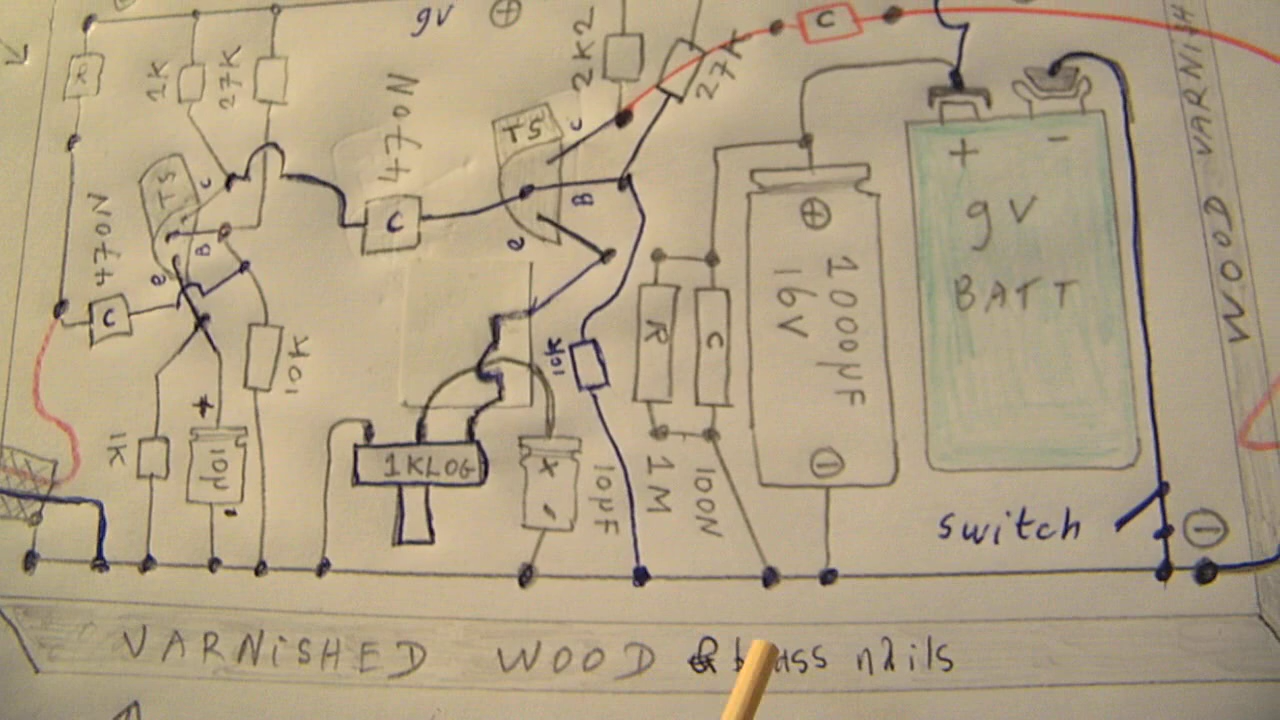 9V
⊕
R
1K
27K
470N
2K2
27K
C
TS
C
B
e
TS
C
B
e
470N
C
C
+
-
9V
BATT
⊕
1000µF
16V
⊖
R
C
1M
100N
10K
10K
1K
+
10µ
-
1KLOG
+
-
10µF
switch
⊖
WOOD VARNISH
VARNISHED WOOD & brass nails